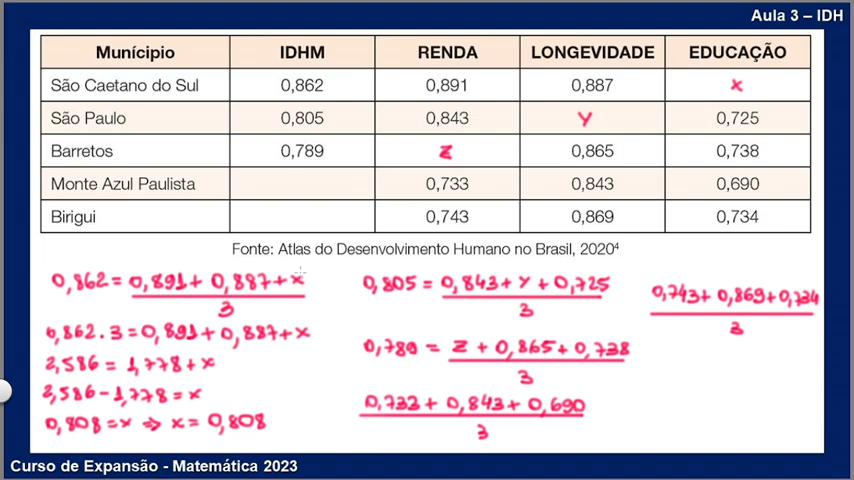 Aula 3 – IDH
Munícipio IDHM RENDA LONGEVIDADE EDUCAÇÃO
São Caetano do Sul 0,862 0,891 0,887 x
São Paulo 0,805 0,843 Y 0,725
Barretos 0,789 Z 0,865 0,738
Monte Azul Paulista 0,733 0,843 0,690
Birigui 0,743 0,869 0,734
Fonte: Atlas do Desenvolvimento Humano no Brasil, 2020⁴
0,862 = 0,891 + 0,887 + x
3
0,862 . 3 = 0,891 + 0,887 + x
2,586 = 1,778 + x
2,586 - 1,778 = x
0,808 = x ⇒ x = 0,808
0,805 = 0,843 + Y + 0,725
3
0,789 = Z + 0,865 + 0,738
3
0,733 + 0,843 + 0,690
3
0,743 + 0,869 + 0,734
3
Curso de Expansão - Matemática 2023